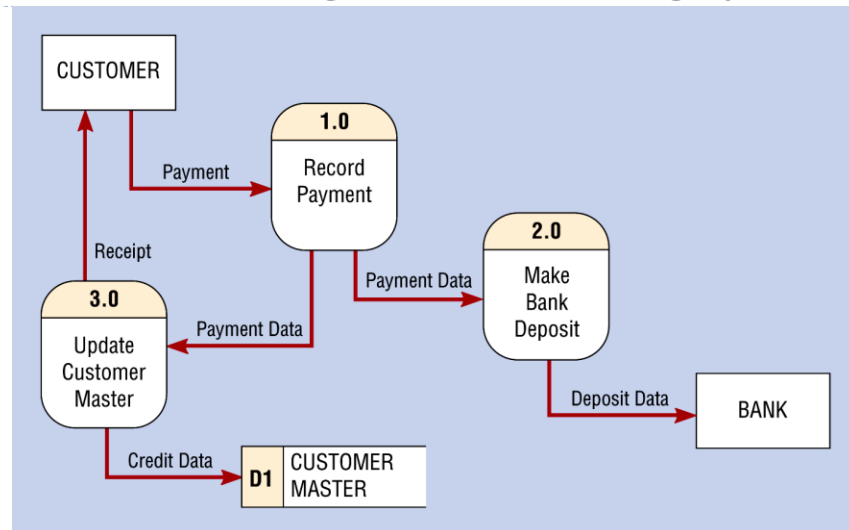 CUSTOMER
1.0
Record
Payment
Payment
2.0
Make
Bank
Deposit
Receipt
Payment Data
3.0
Update
Customer
Master
Payment Data
Deposit Data
BANK
Credit Data
D1
CUSTOMER
MASTER